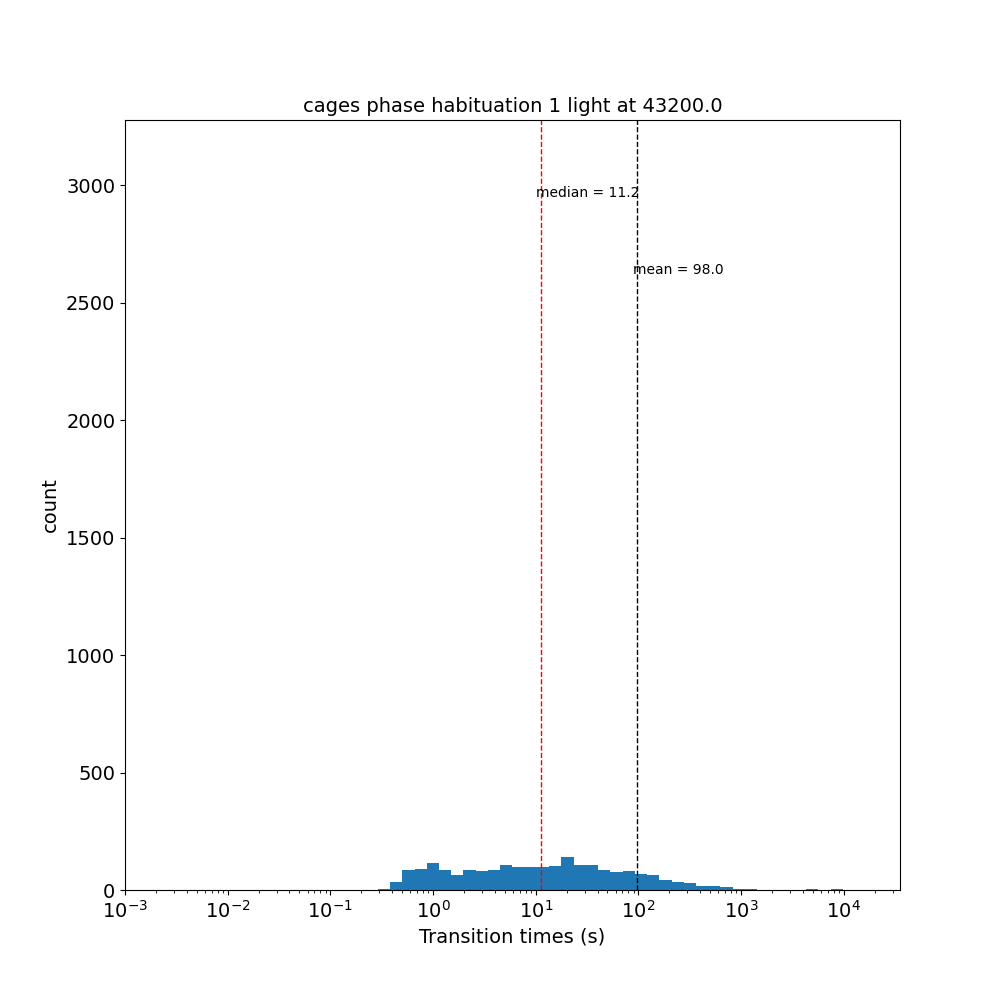 cages phase habituation 1 light at 43200.0
3000
median = 11.2
mean = 98.0
2500
2000
1500
count
1000
500
0
10⁻³ 10⁻² 10⁻¹ 10⁰ 10¹ 10² 10³ 10⁴
Transition times (s)